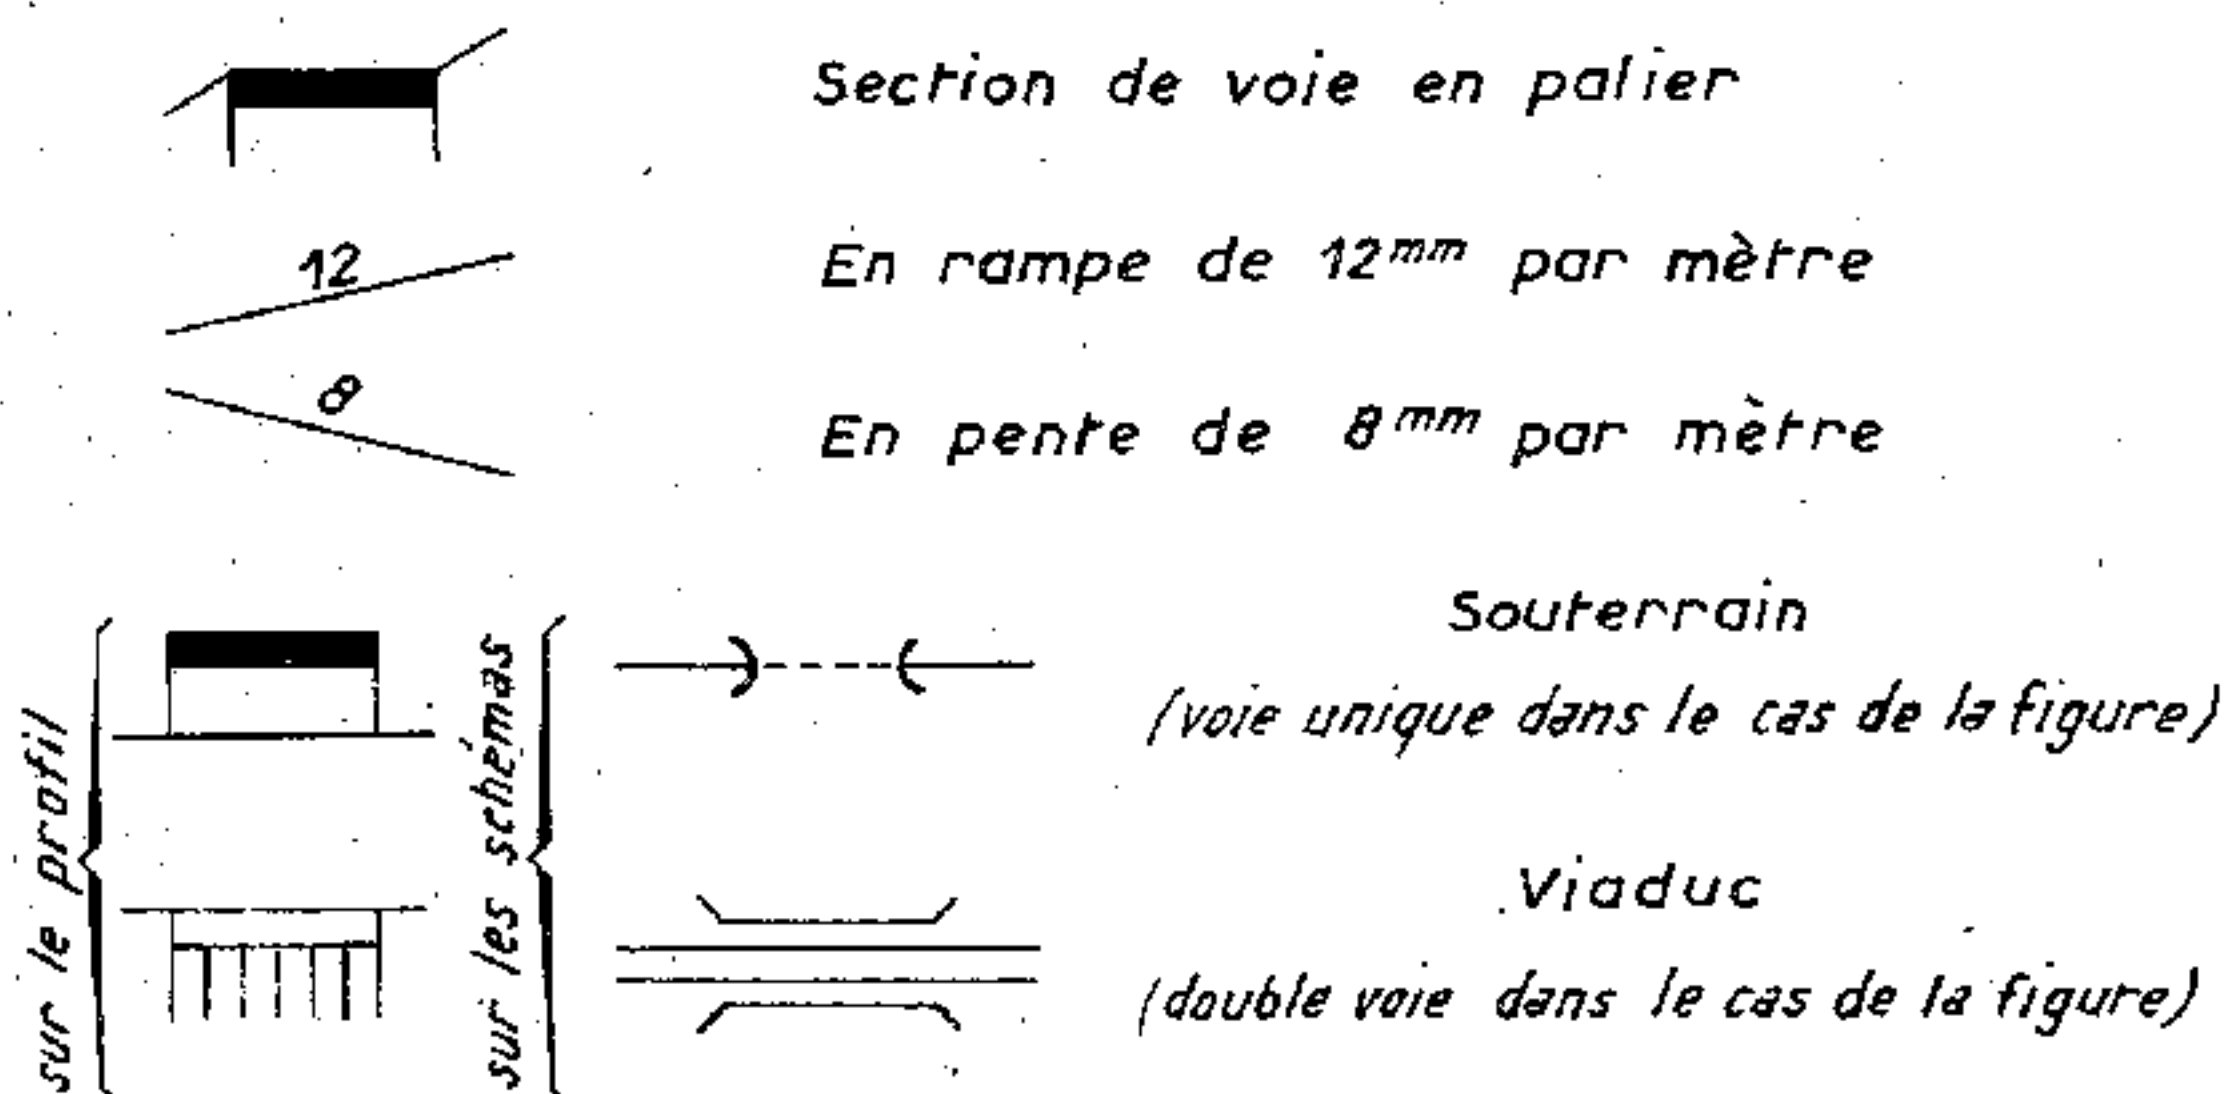 Section de voie en palier
12
En rampe de 12mm par mètre
8
En pente de 8mm par mètre
sur le profil
sur les schémas
Souterrain
(voie unique dans le cas de la figure)
Viaduc
(double voie dans le cas de la figure)